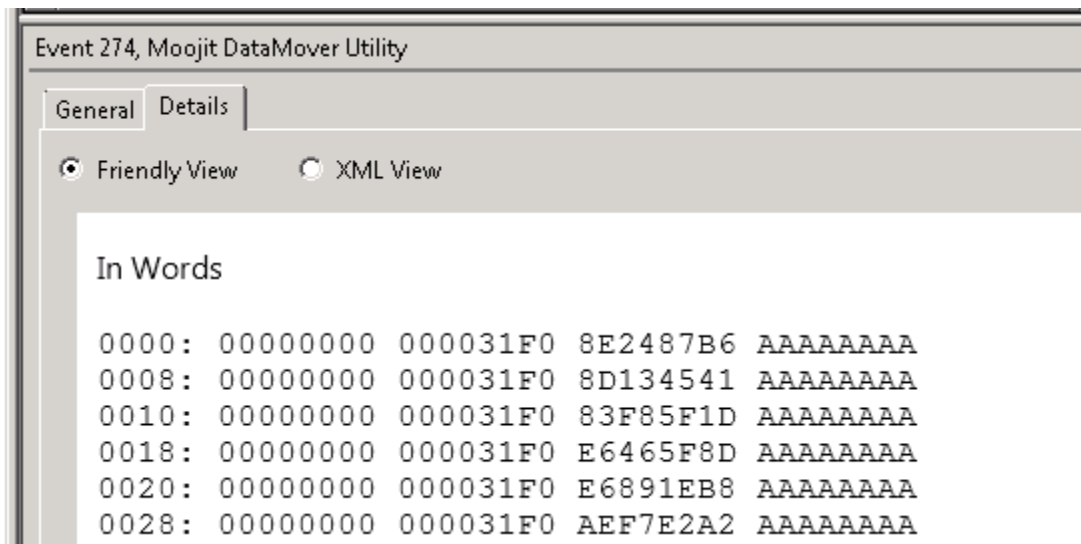 Event 274, Moojit DataMover Utility
General Details
Friendly View XML View
In Words
0000: 00000000 000031F0 8E2487B6 AAAAAAAA
0008: 00000000 000031F0 8D134541 AAAAAAAA
0010: 00000000 000031F0 83F85F1D AAAAAAAA
0018: 00000000 000031F0 E6465F8D AAAAAAAA
0020: 00000000 000031F0 E6891EB8 AAAAAAAA
0028: 00000000 000031F0 AEF7E2A2 AAAAAAAA